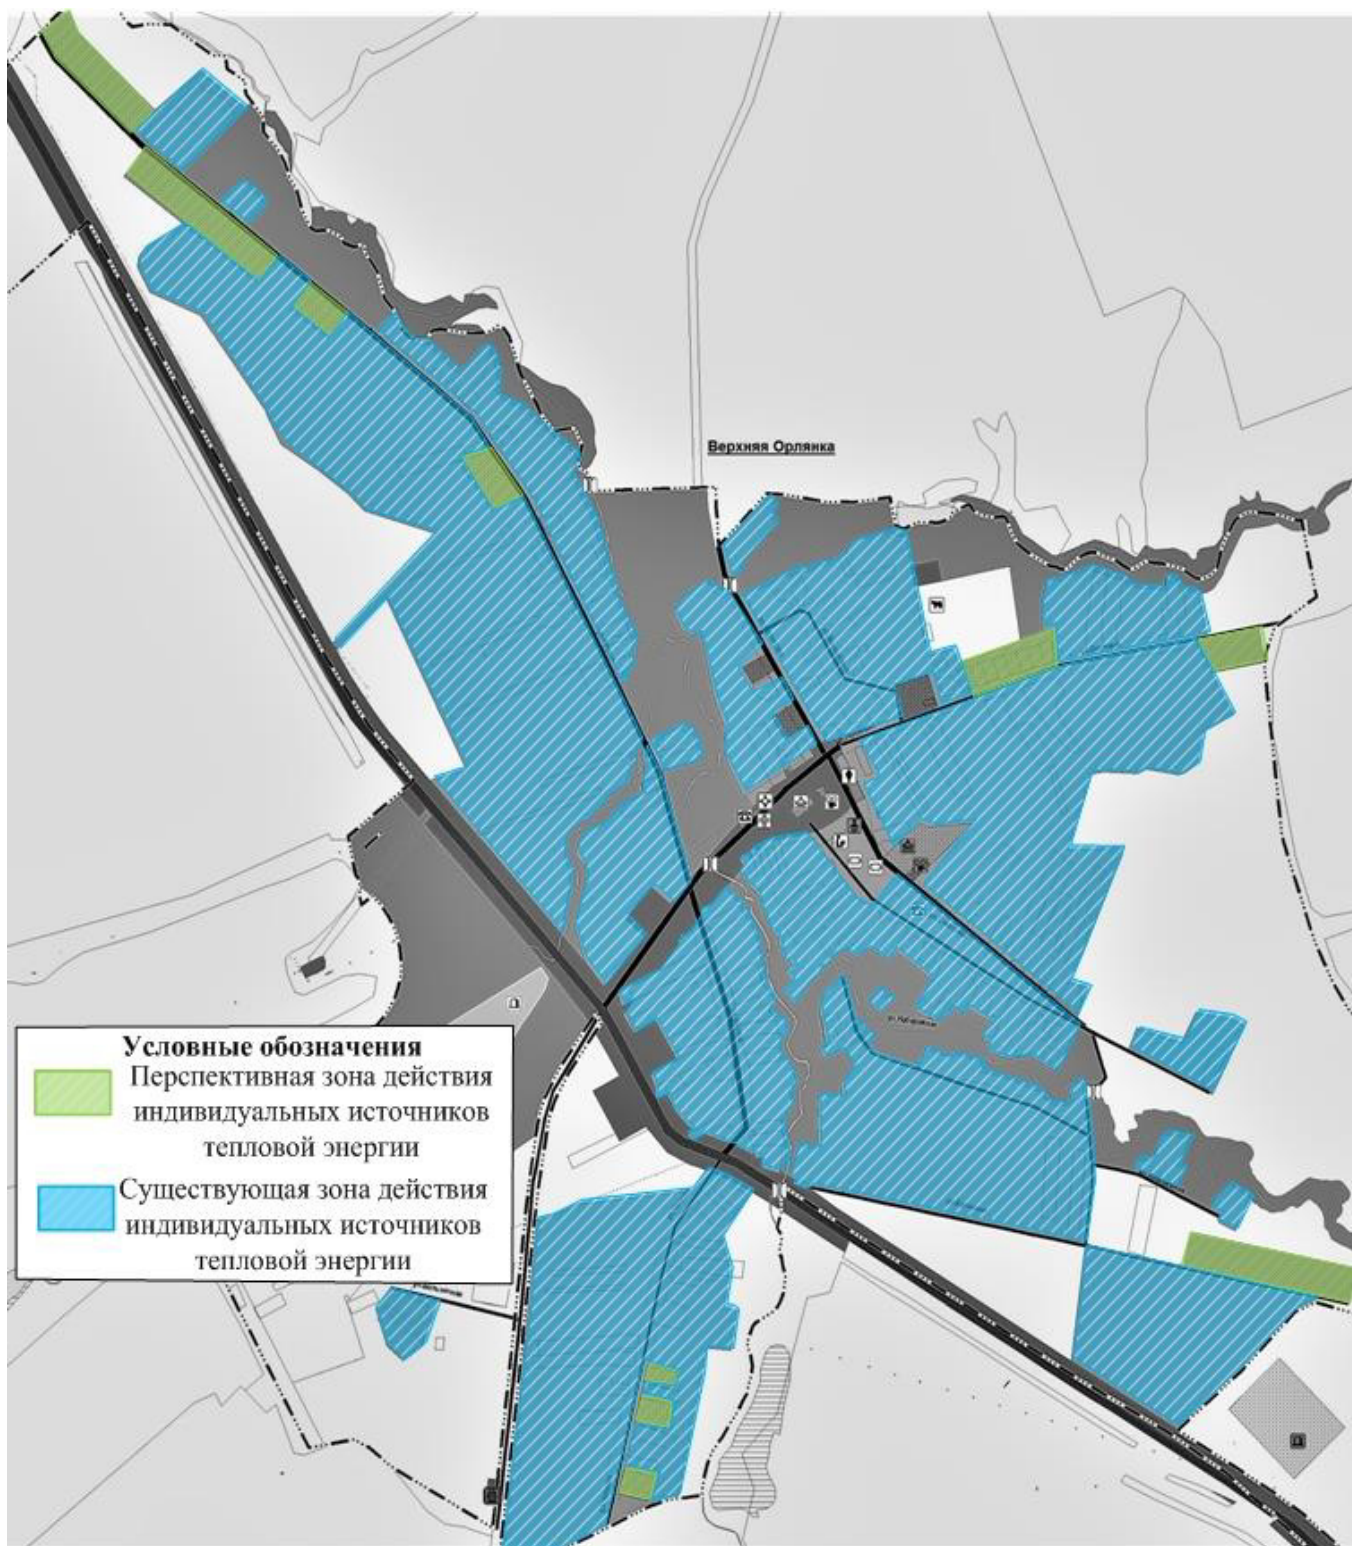 Верхняя Орлянка
Условные обозначения
Перспективная зона действия
индивидуальных источников
тепловой энергии
Существующая зона действия
индивидуальных источников
тепловой энергии